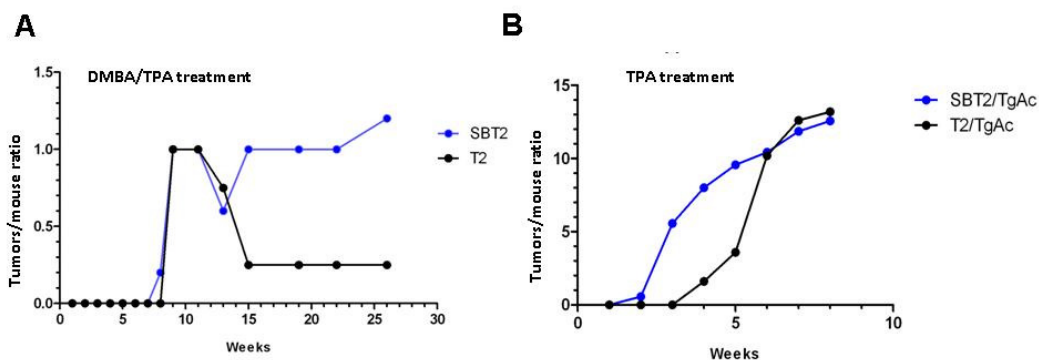 A
DMBA/TPA treatment
Tumors/mouse ratio
1.5
1.0
0.5
0.0
0
5
10
15
20
25
30
Weeks
SBT2
T2
B
TPA treatment
Tumors/mouse ratio
15
10
5
0
0
5
10
Weeks
SBT2/TgAc
T2/TgAc